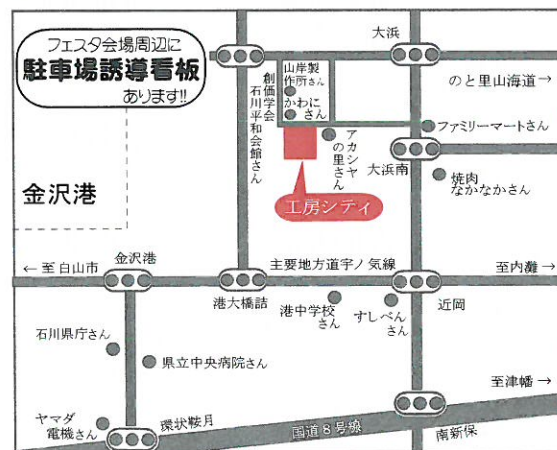 フェスタ会場周辺に
駐車場誘導看板
あります!!
大浜
山岸製
作所さん
かわに
さん
創価学会
石川平和会館さん
のと里山海道→
ファミリーマートさん
アカシヤ
の里さん
大浜南
焼肉
なかなかさん
金沢港
工房シティ
←至白山市
金沢港
主要地方道宇ノ気線
至内灘→
港大橋詰
港中学校
さん
すしべん
さん
近岡
石川県庁さん
県立中央病院さん
至津幡→
ヤマダ
電機さん
環状鞍月
国道8号線
南新保